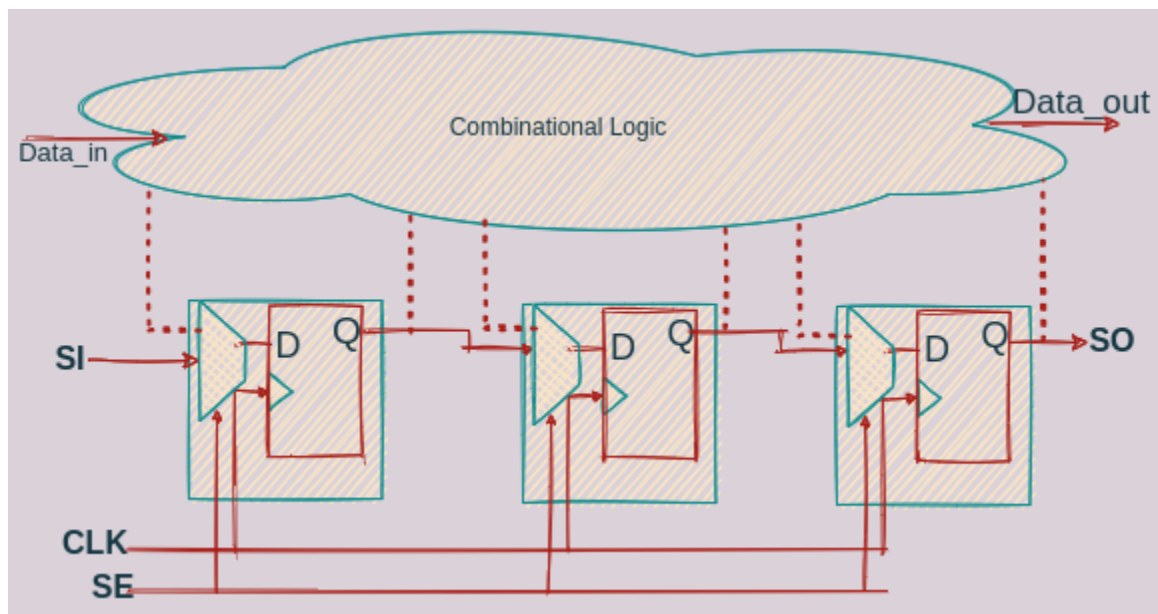 Combinational Logic
Data_in
Data_out
SI
D
Q
D
Q
D
Q
SO
CLK
SE